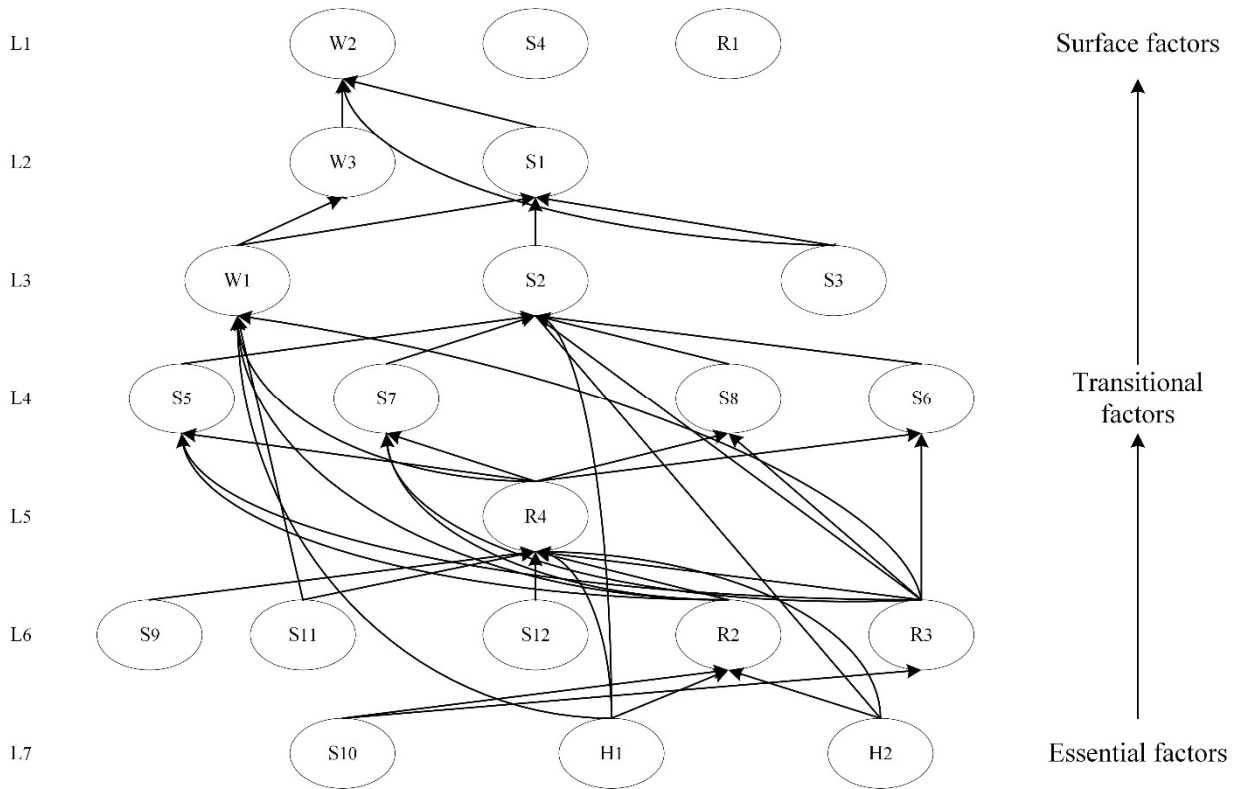 L1 W2 S4 R1 Surface factors
L2 W3 S1
L3 W1 S2 S3
L4 S5 S7 S8 S6 Transitional
factors
L5 R4
L6 S9 S11 S12 R2 R3
L7 S10 H1 H2 Essential factors